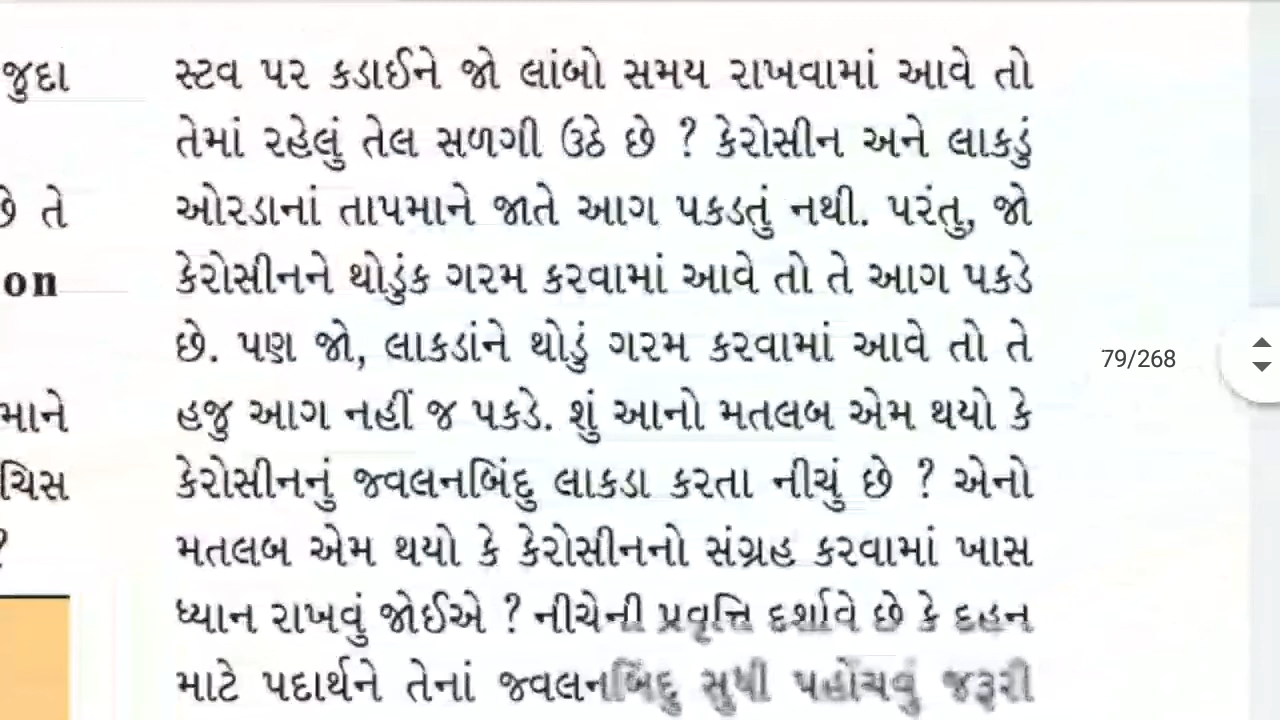 જુદા
છે તે
on
માને
ચિસ
?
સ્ટવ પર કડાઈને જો લાંબો સમય રાખવામાં આવે તો
તેમાં રહેલું તેલ સળગી ઉઠે છે ? કેરોસીન અને લાકડું
ઓરડાનાં તાપમાને જાતે આગ પકડતું નથી. પરંતુ, જો
કેરોસીનને થોડુંક ગરમ કરવામાં આવે તો તે આગ પકડે
છે. પણ જો, લાકડાંને થોડું ગરમ કરવામાં આવે તો તે
હજુ આગ નહીં જ પકડે. શું આનો મતલબ એમ થયો કે
કેરોસીનનું જ્વલનબિંદુ લાકડા કરતા નીચું છે ? એનો
મતલબ એમ થયો કે કેરોસીનનો સંગ્રહ કરવામાં ખાસ
ધ્યાન રાખવું જોઈએ ? નીચેની પ્રવૃત્તિ દર્શાવે છે કે દહન
માટે પદાર્થને તેનાં જ્વલનબિંદુ સુધી પહોંચવું જરૂરી
79/268